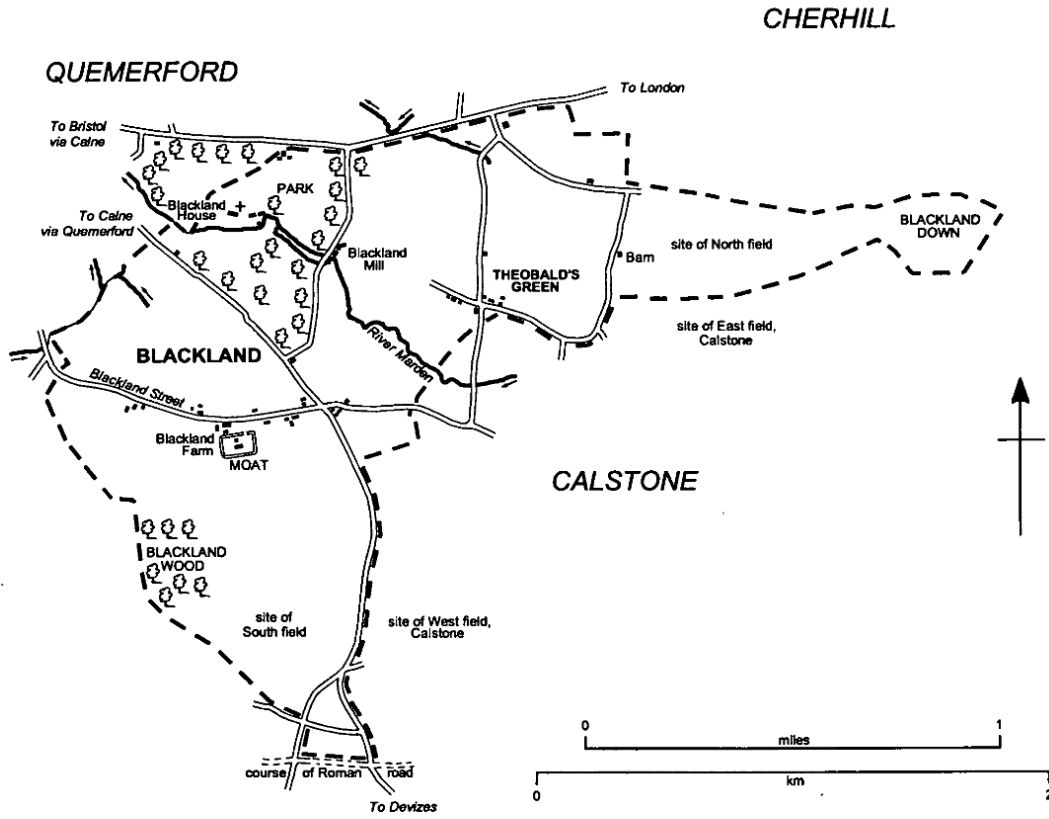 CHERHILL
QUEMERFORD
To London
To Bristol
via Calne
PARK
Blackland
House
To Calne
via Quemerford
Blackland
Mill
BLACKLAND
DOWN
site of North field
Barn
THEOBALD'S
GREEN
site of East field,
Calstone
River Marden
BLACKLAND
Blackland Street
Blackland
Farm
MOAT
CALSTONE
BLACKLAND
WOOD
site of
South field
site of West field,
Calstone
0
1
miles
course of Roman road
km
0
2
To Devizes